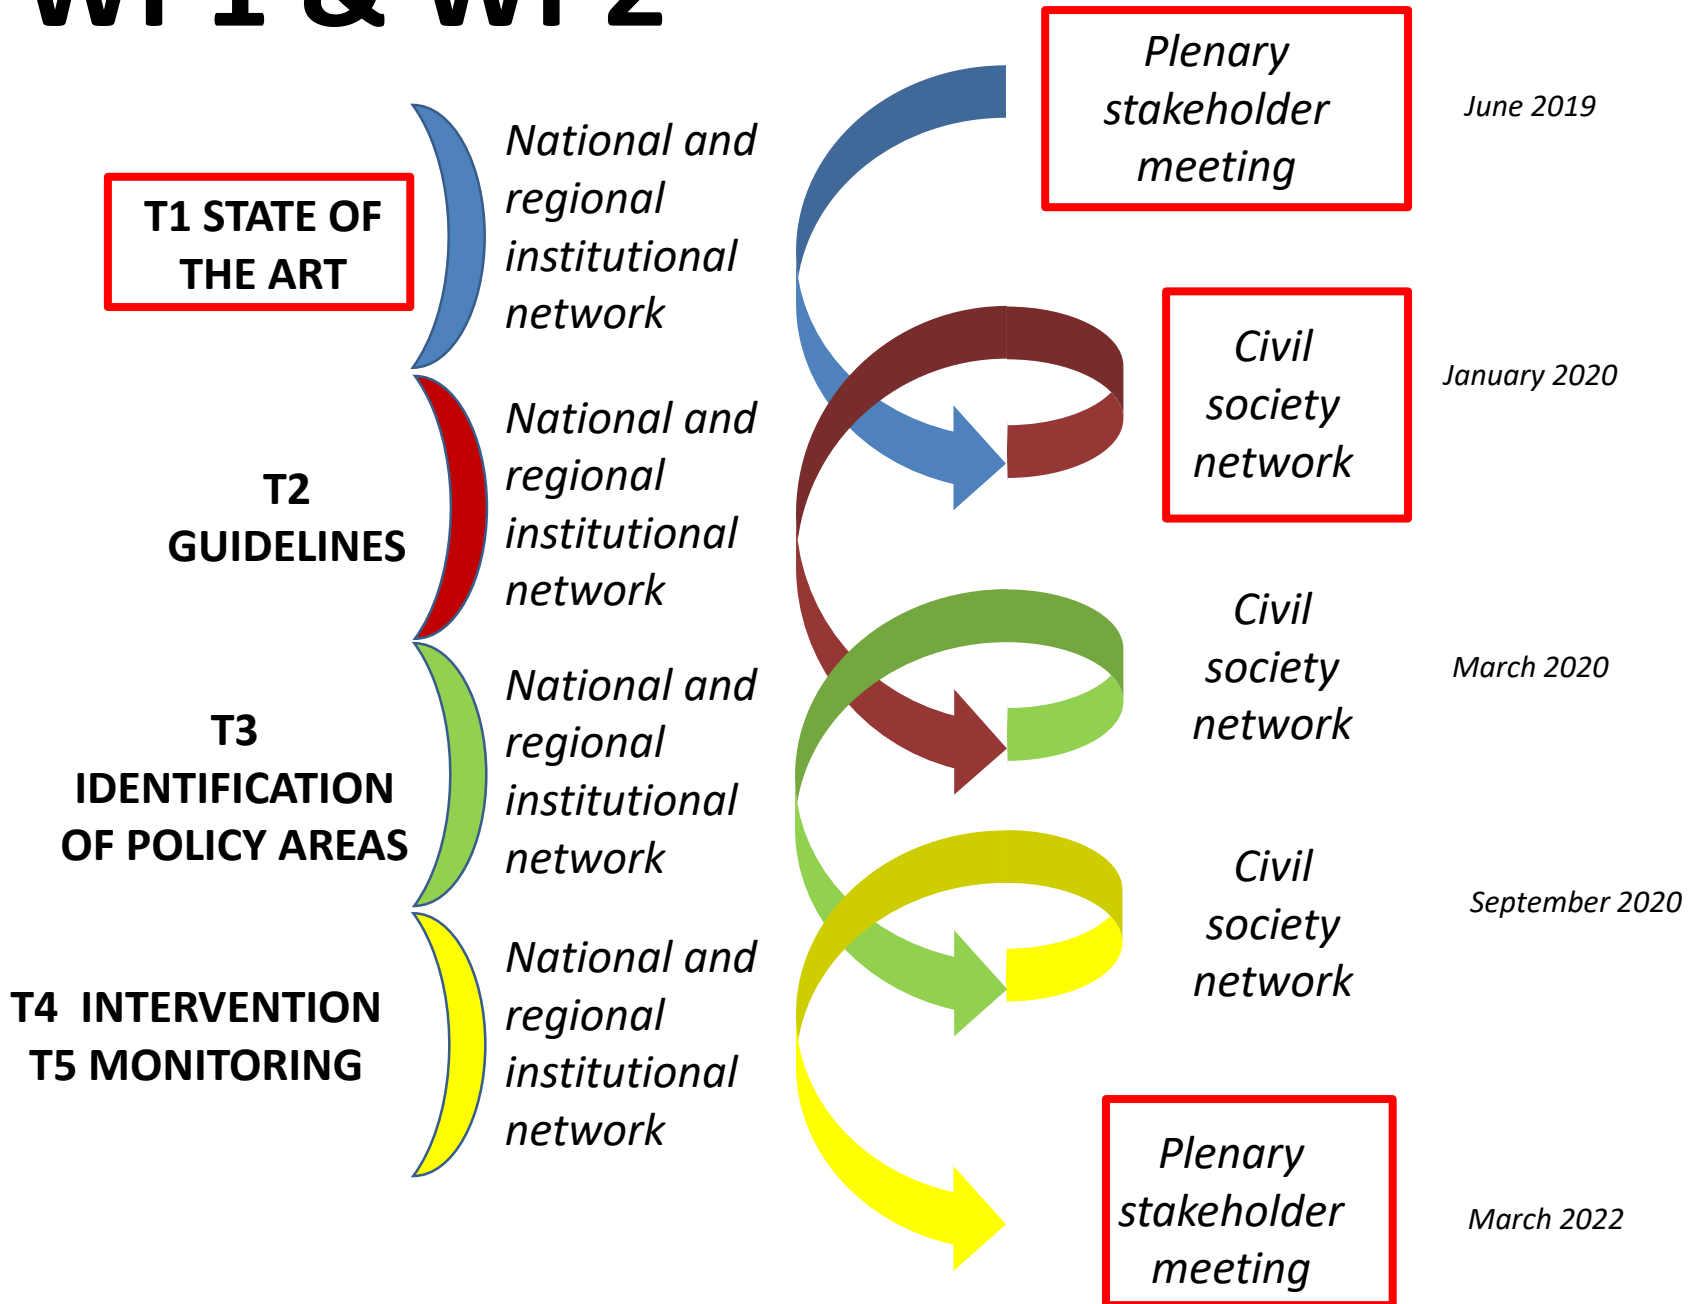 WP1 & WP2
Plenary
stakeholder
meeting
June 2019
T1 STATE OF
THE ART
National and
regional
institutional
network
Civil
society
network
January 2020
T2
GUIDELINES
National and
regional
institutional
network
Civil
society
network
March 2020
T3
IDENTIFICATION
OF POLICY AREAS
National and
regional
institutional
network
Civil
society
network
September 2020
T4 INTERVENTION
T5 MONITORING
National and
regional
institutional
network
Plenary
stakeholder
meeting
March 2022